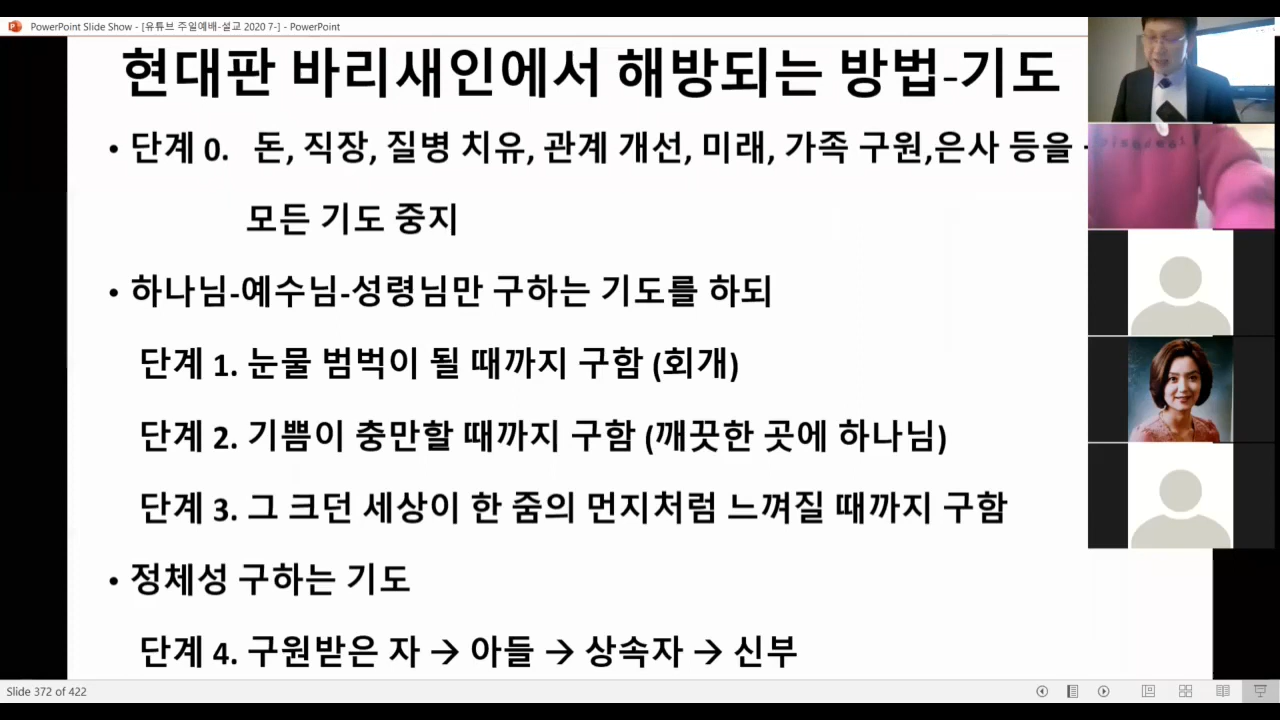 PowerPoint Slide Show - [유튜브 주일예배-설교 2020 7-] - PowerPoint
현대판 바리새인에서 해방되는 방법-기도
• 단계 0. 돈, 직장, 질병 치유, 관계 개선, 미래, 가족 구원,은사 등을
모든 기도 중지
• 하나님-예수님-성령님만 구하는 기도를 하되
단계 1. 눈물 범벅이 될 때까지 구함 (회개)
단계 2. 기쁨이 충만할 때까지 구함 (깨끗한 곳에 하나님)
단계 3. 그 크던 세상이 한 줌의 먼지처럼 느껴질 때까지 구함
• 정체성 구하는 기도
단계 4. 구원받은 자 → 아들 → 상속자 → 신부
Slide 372 of 422